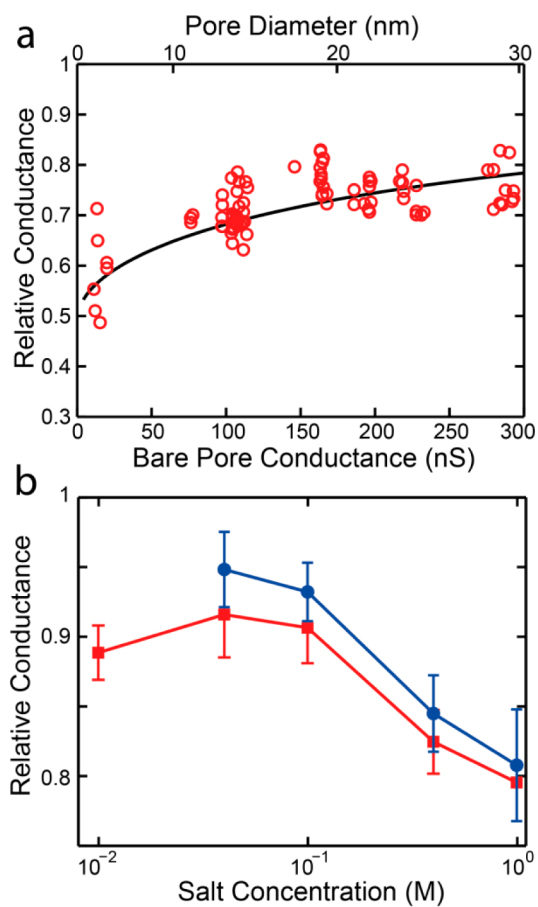 a
Pore Diameter (nm)
0 10 20 30
1
0.9
0.8
0.7
0.6
0.5
0.4
0.3
Relative Conductance
0 50 100 150 200 250 300
Bare Pore Conductance (nS)
b
1
0.9
0.8
Relative Conductance
10⁻² 10⁻¹ 10⁰
Salt Concentration (M)